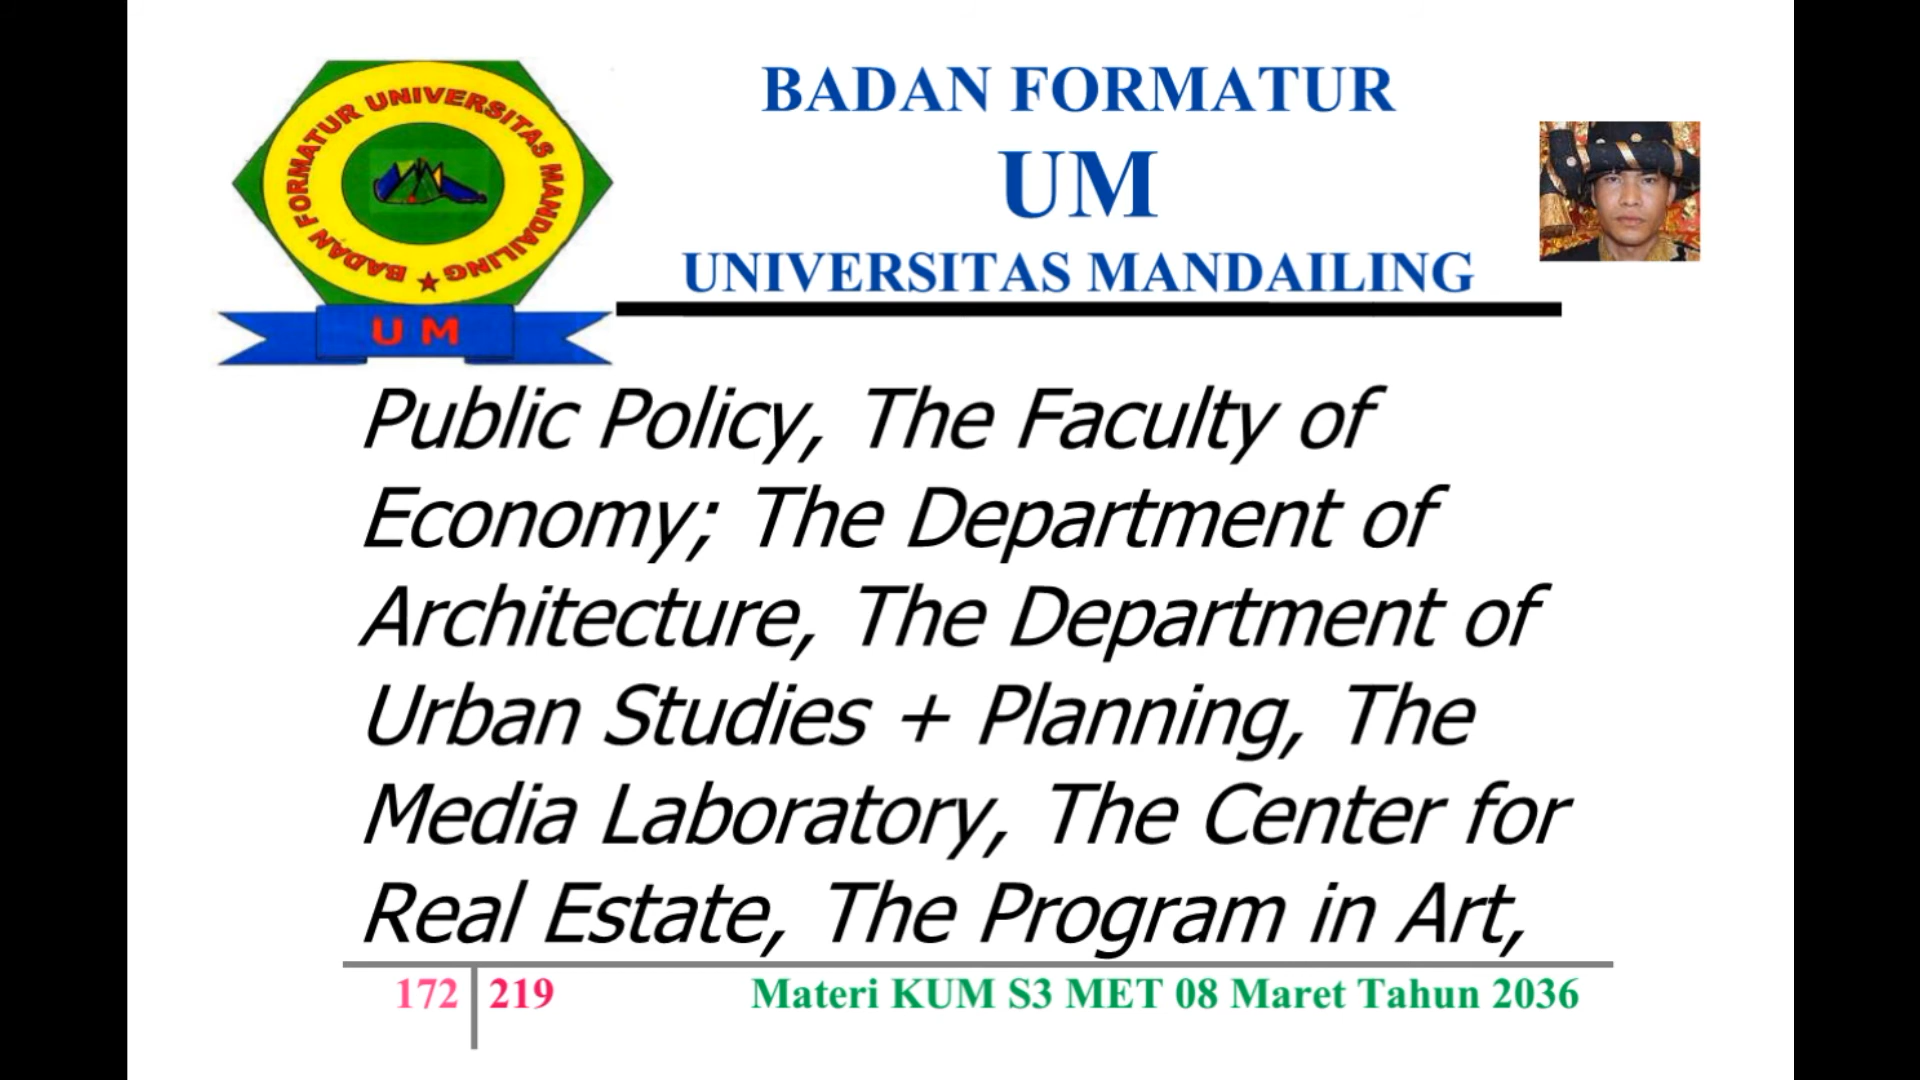 BADAN FORMATUR UNIVERSITAS MANDAILING
UM
BADAN FORMATUR
UM
UNIVERSITAS MANDAILING
Public Policy, The Faculty of
Economy; The Department of
Architecture, The Department of
Urban Studies + Planning, The
Media Laboratory, The Center for
Real Estate, The Program in Art,
172 219 Materi KUM S3 MET 08 Maret Tahun 2036